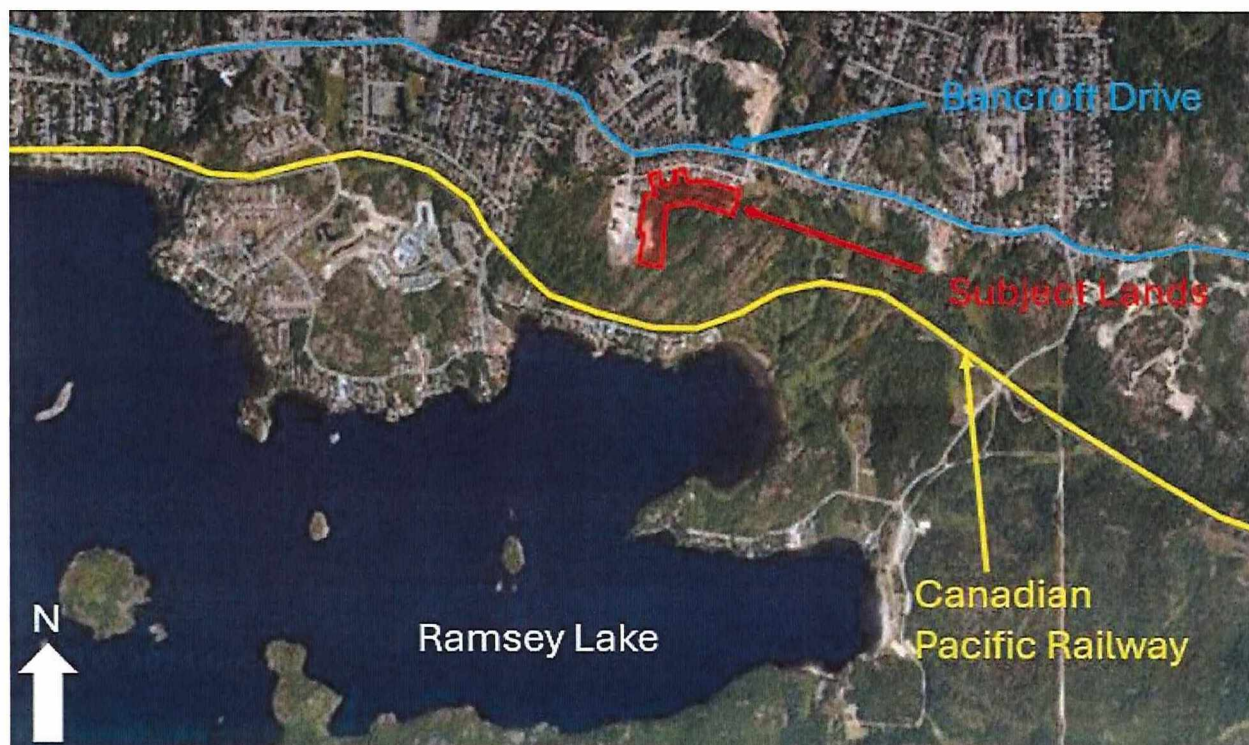 Bancroft Drive
Subject Lands
Canadian
Pacific Railway
Ramsey Lake
N